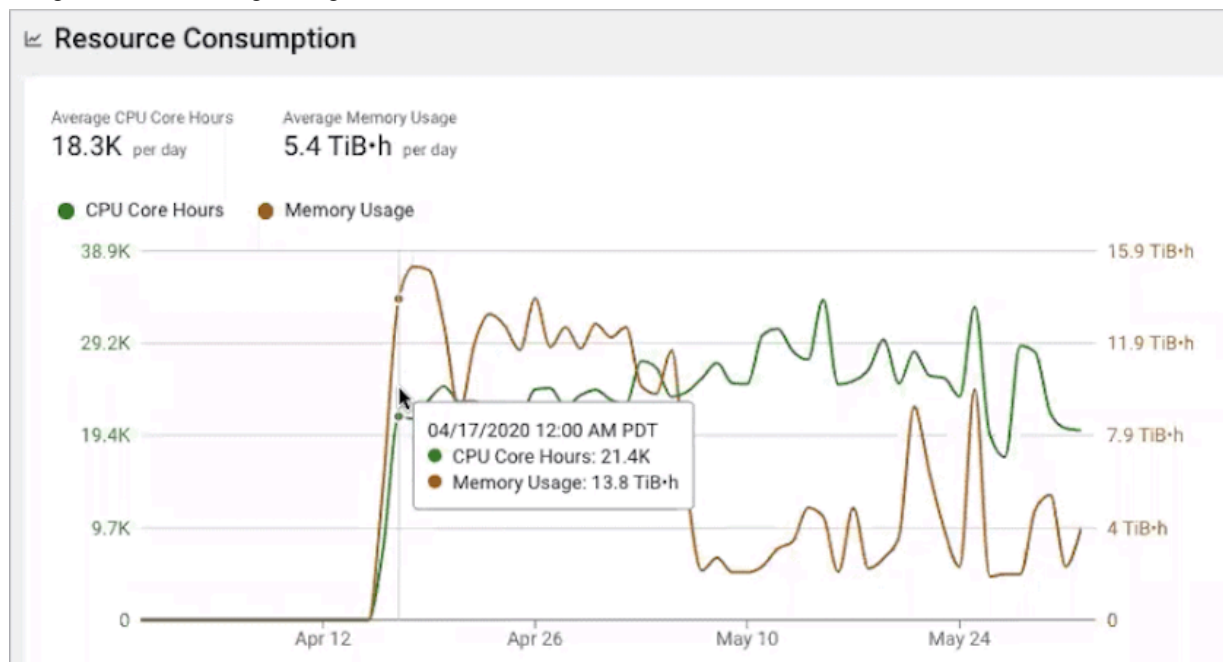 Resource Consumption
Average CPU Core Hours
Average Memory Usage
18.3K per day
5.4 TiB•h per day
CPU Core Hours
Memory Usage
38.9K
15.9 TiB•h
29.2K
11.9 TiB•h
04/17/2020 12:00 AM PDT
CPU Core Hours: 21.4K
Memory Usage: 13.8 TiB•h
19.4K
7.9 TiB•h
9.7K
4 TiB•h
0
0
Apr 12
Apr 26
May 10
May 24